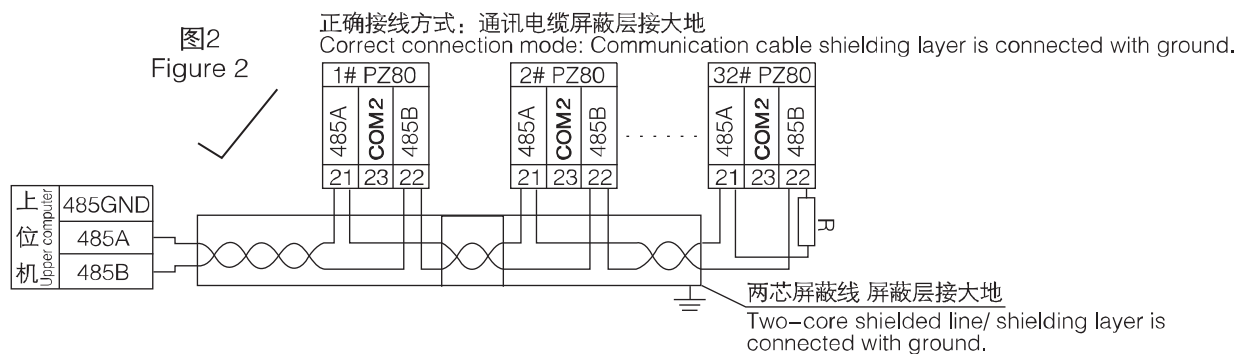 图2
Figure 2
正确接线方式：通讯电缆屏蔽层接大地
Correct connection mode: Communication cable shielding layer is connected with ground.
1# PZ80
485A
COM2
485B
21 23 22
2# PZ80
485A
COM2
485B
21 23 22
32# PZ80
485A
COM2
485B
21 23 22
上位机
Upper computer
485GND
485A
485B
R
两芯屏蔽线 屏蔽层接大地
Two-core shielded line/ shielding layer is
connected with ground.